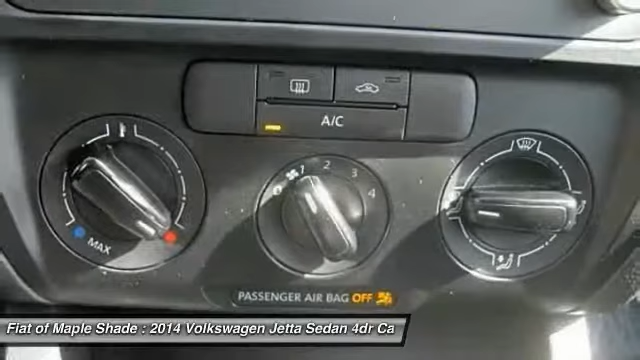 A/C
1 2 3 4
0
MAX
PASSENGER AIR BAG OFF
Fiat of Maple Shade : 2014 Volkswagen Jetta Sedan 4dr Ca